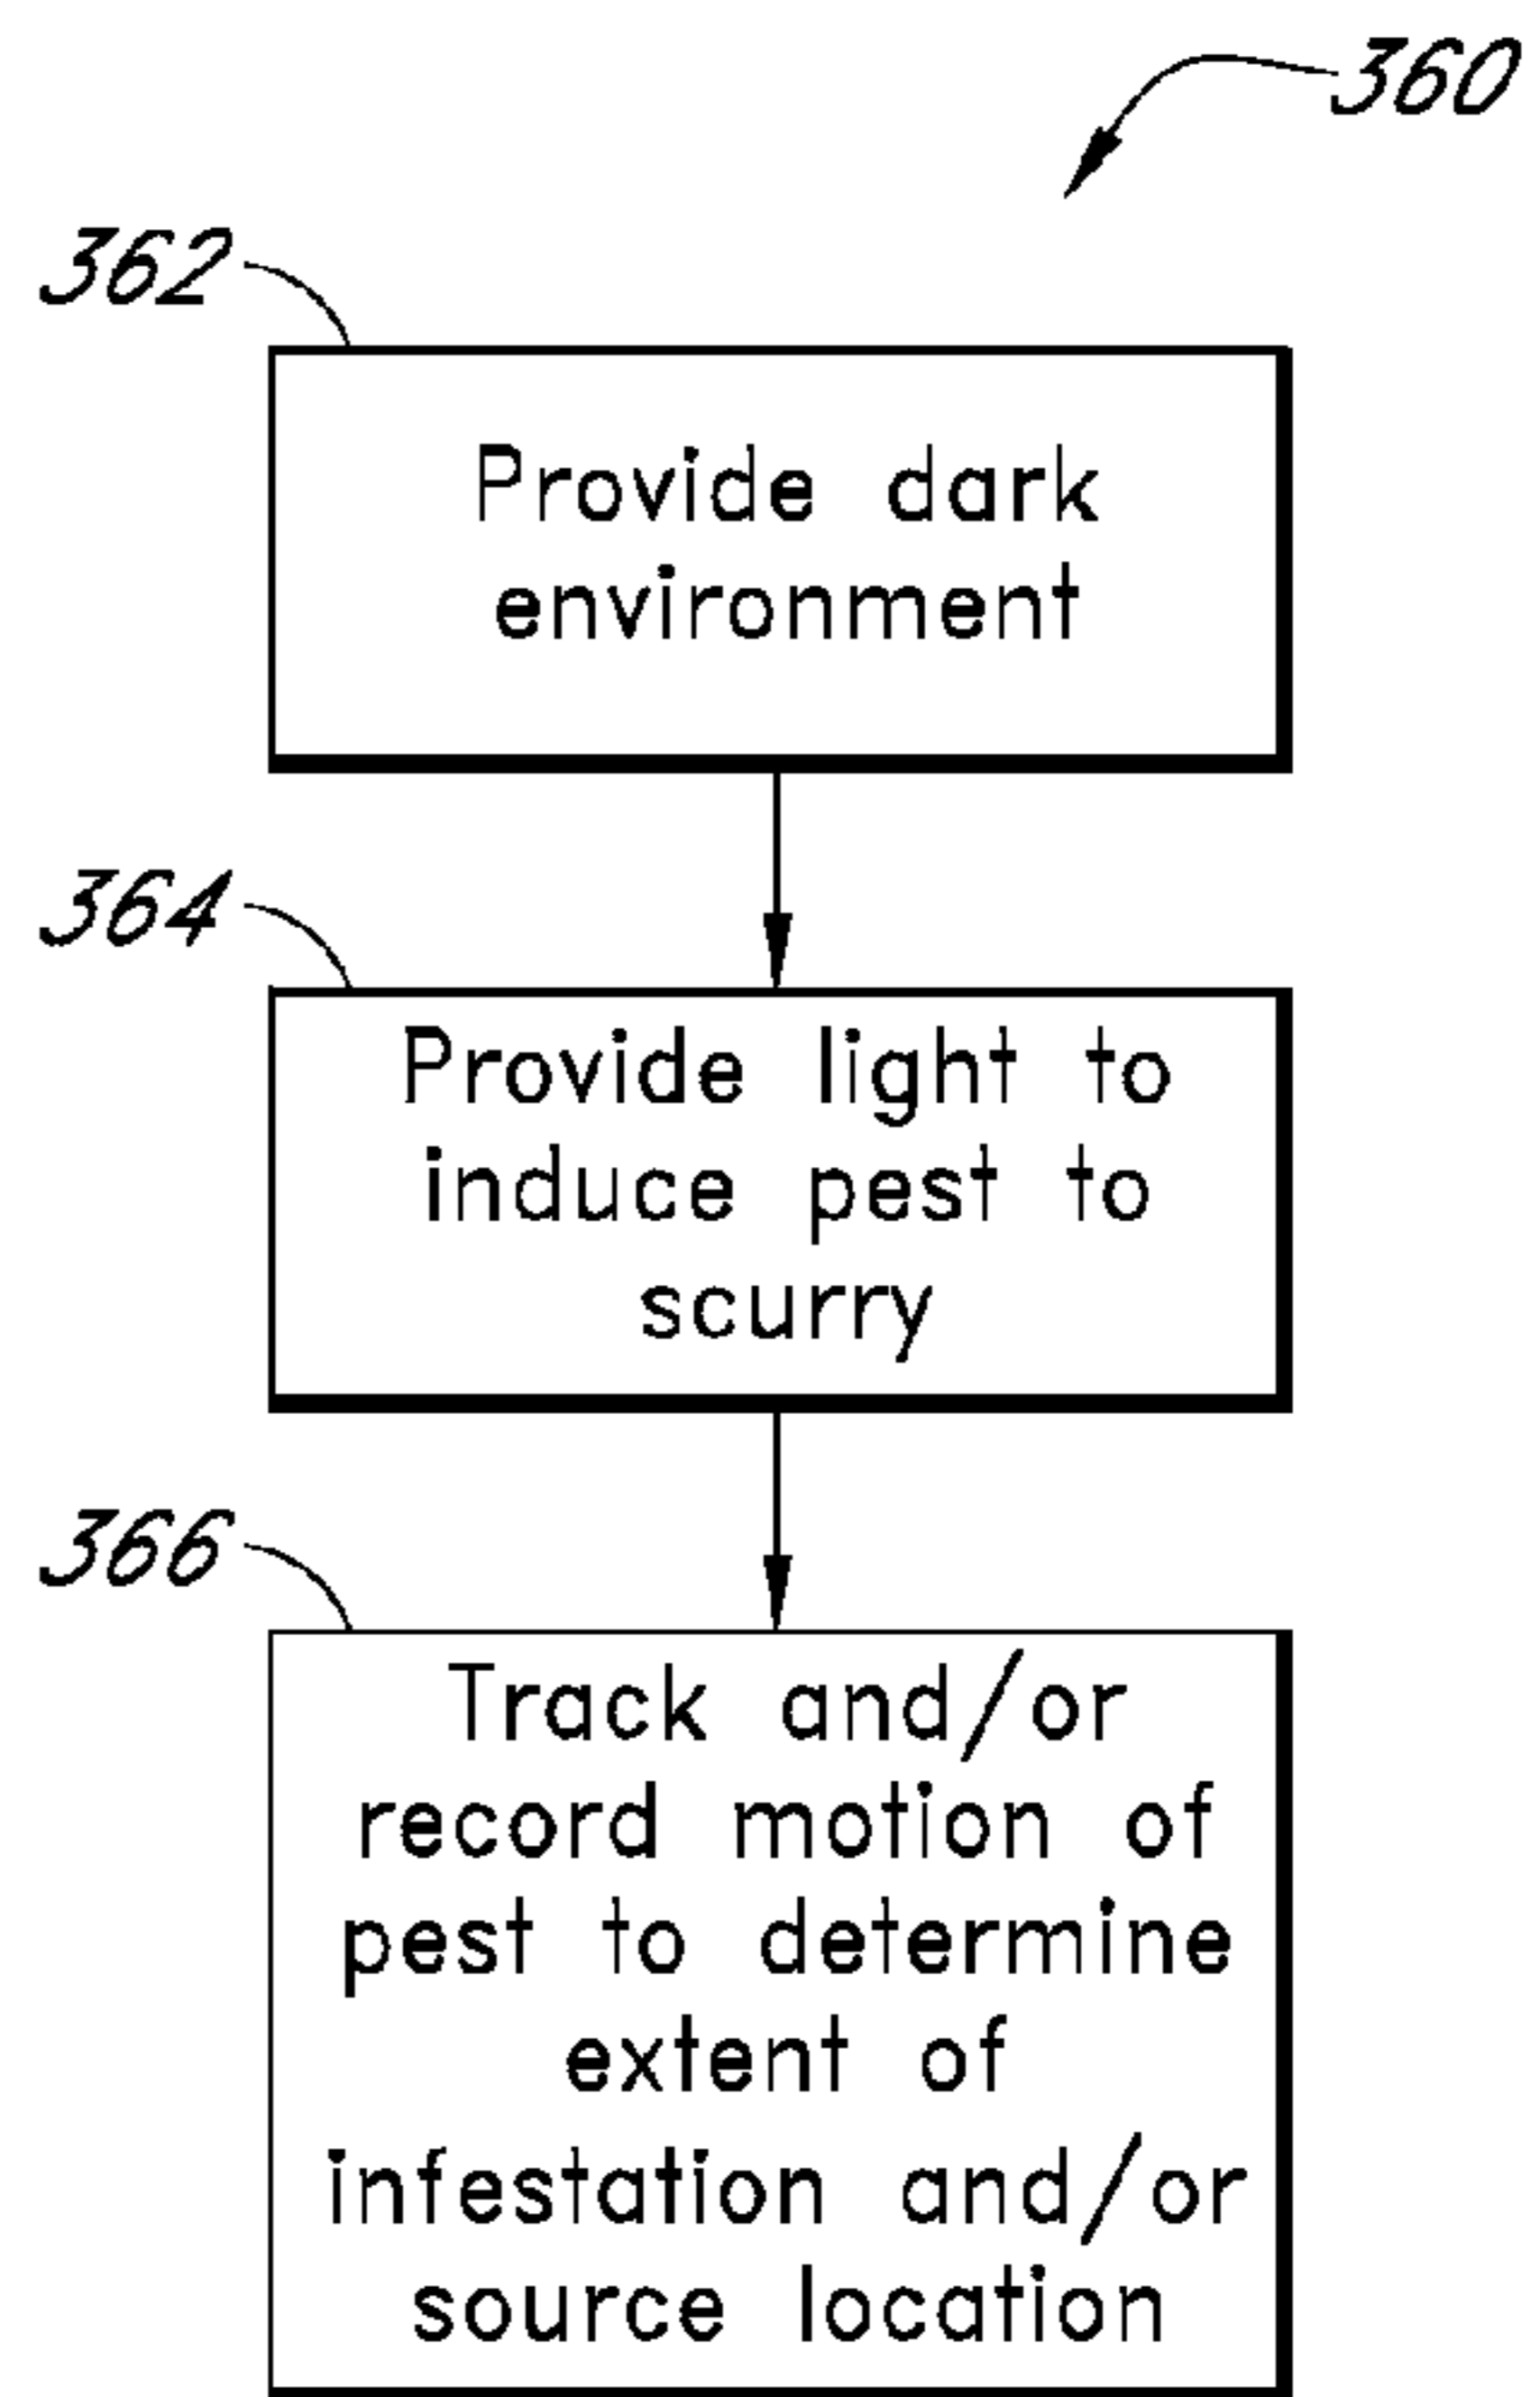 360
362
Provide dark
environment
364
Provide light to
induce pest to
scurry
366
Track and/or
record motion of
pest to determine
extent of
infestation and/or
source location